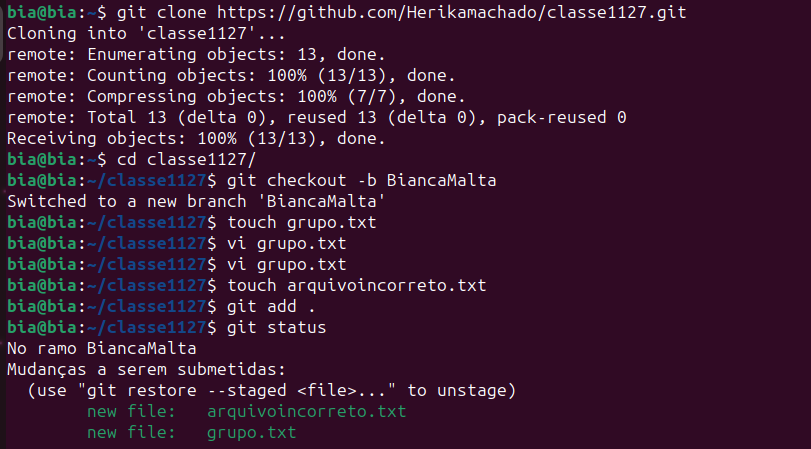 bia@bia:~$ git clone https://github.com/Herikamachado/classe1127.git
Cloning into 'classe1127'...
remote: Enumerating objects: 13, done.
remote: Counting objects: 100% (13/13), done.
remote: Compressing objects: 100% (7/7), done.
remote: Total 13 (delta 0), reused 13 (delta 0), pack-reused 0
Receiving objects: 100% (13/13), done.
bia@bia:~$ cd classe1127/
bia@bia:~/classe1127$ git checkout -b BiancaMalta
Switched to a new branch 'BiancaMalta'
bia@bia:~/classe1127$ touch grupo.txt
bia@bia:~/classe1127$ vi grupo.txt
bia@bia:~/classe1127$ vi grupo.txt
bia@bia:~/classe1127$ touch arquivoincorreto.txt
bia@bia:~/classe1127$ git add .
bia@bia:~/classe1127$ git status
No ramo BiancaMalta
Mudanças a serem submetidas:
  (use "git restore --staged <file>..." to unstage)
        new file:   arquivoincorreto.txt
        new file:   grupo.txt